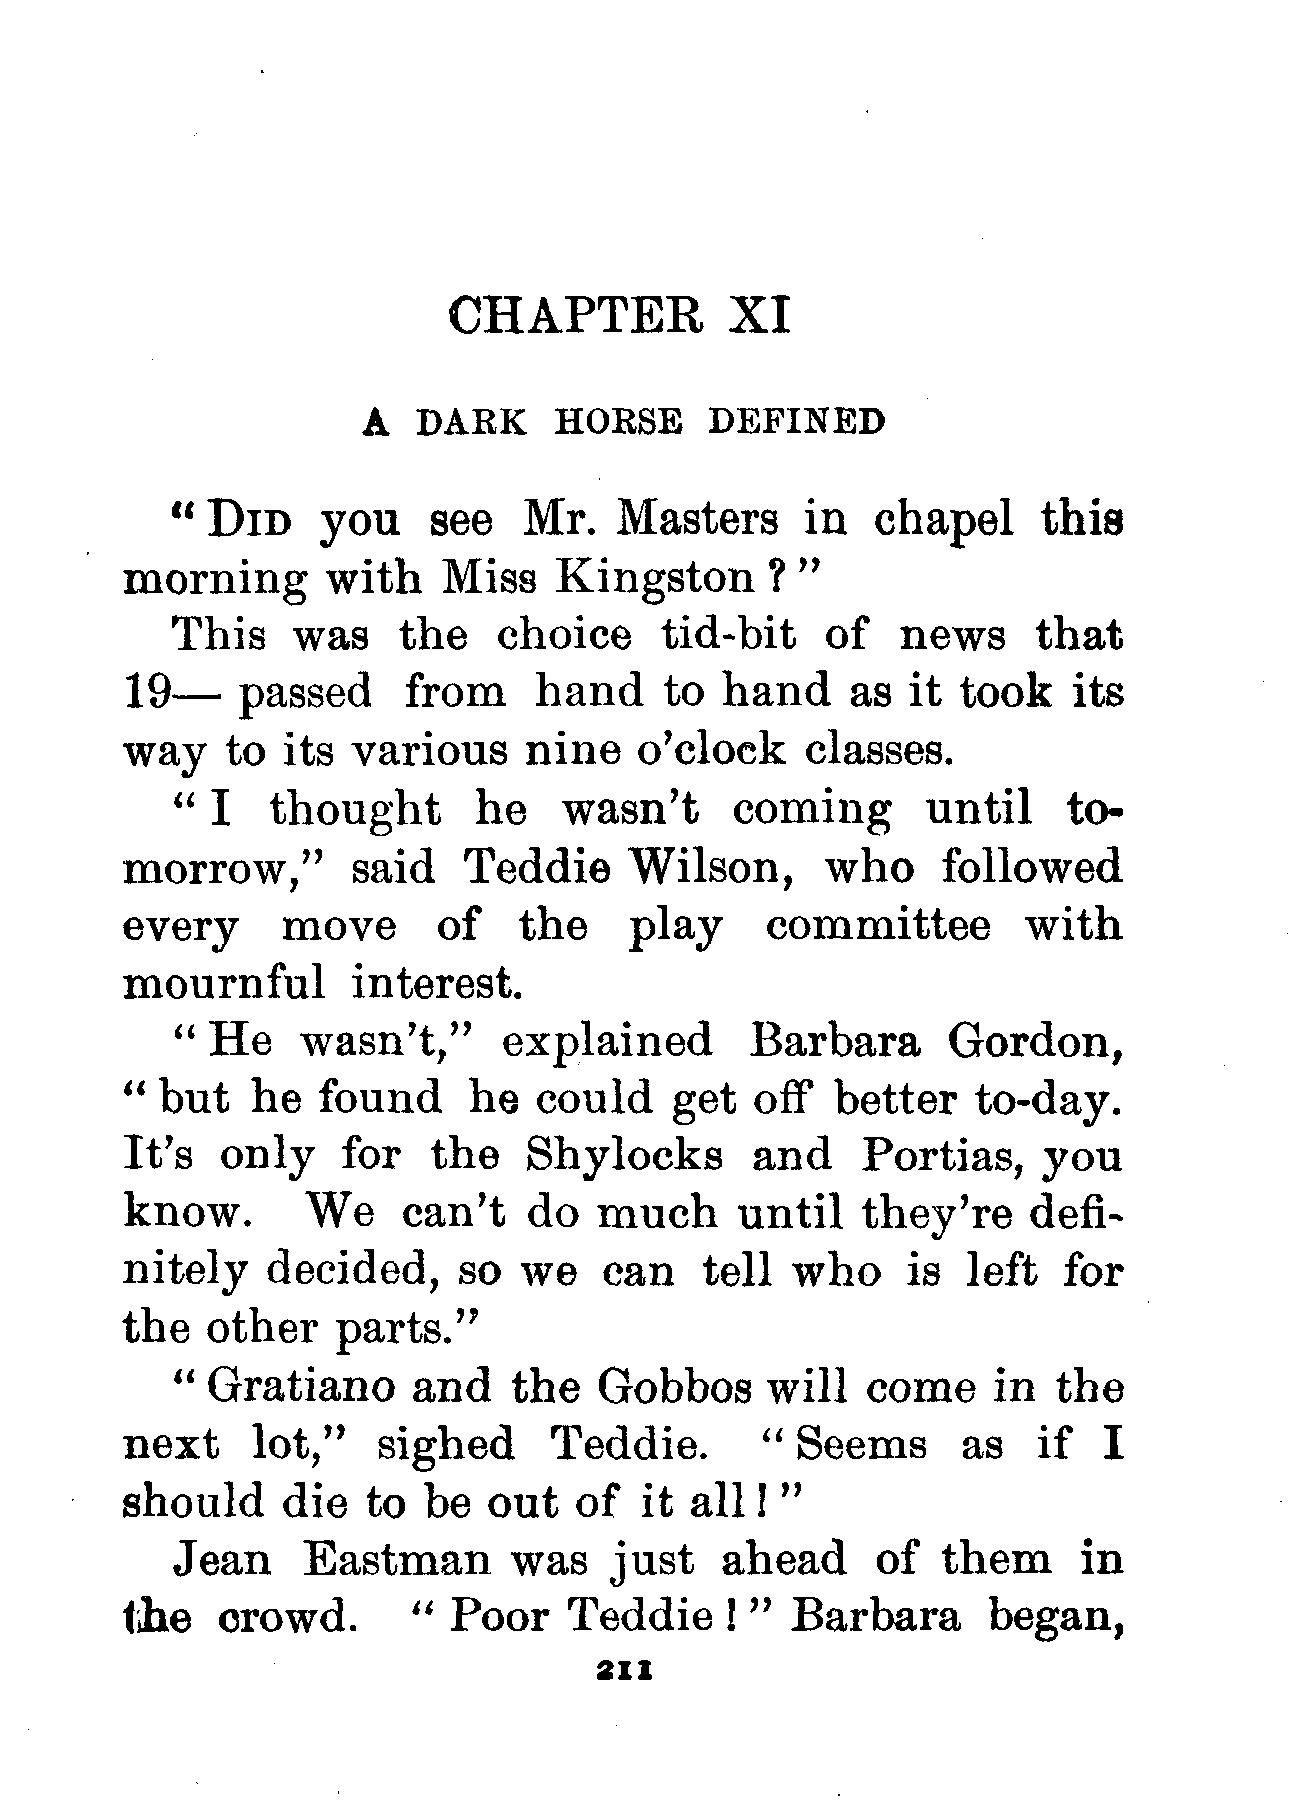 CHAPTER XI
A DARK HORSE DEFINED
“ DID you see Mr. Masters in chapel this
morning with Miss Kingston ? ”
This was the choice tid-bit of news that
19— passed from hand to hand as it took its
way to its various nine o’clock classes.
“ I thought he wasn’t coming until to-
morrow,” said Teddie Wilson, who followed
every move of the play committee with
mournful interest.
“ He wasn’t,” explained Barbara Gordon,
“ but he found he could get off better to-day.
It’s only for the Shylocks and Portias, you
know. We can’t do much until they’re defi-
nitely decided, so we can tell who is left for
the other parts.”
“ Gratiano and the Gobbos will come in the
next lot,” sighed Teddie. “ Seems as if I
should die to be out of it all ! ”
Jean Eastman was just ahead of them in
the crowd. “ Poor Teddie ! ” Barbara began,
211